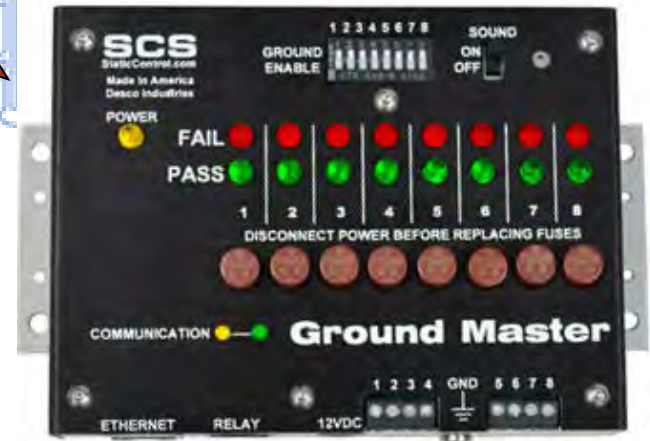 1 2 3 4 5 6 7 8
SCS
StaticControl.com
Made in America
Desco Industries
GROUND
ENABLE
SOUND
ON
OFF
POWER
FAIL
PASS
1 2 3 4 5 6 7 8
DISCONNECT POWER BEFORE REPLACING FUSES
COMMUNICATION
Ground Master
1 2 3 4 GND 5 6 7 8
ETHERNET RELAY 12VDC